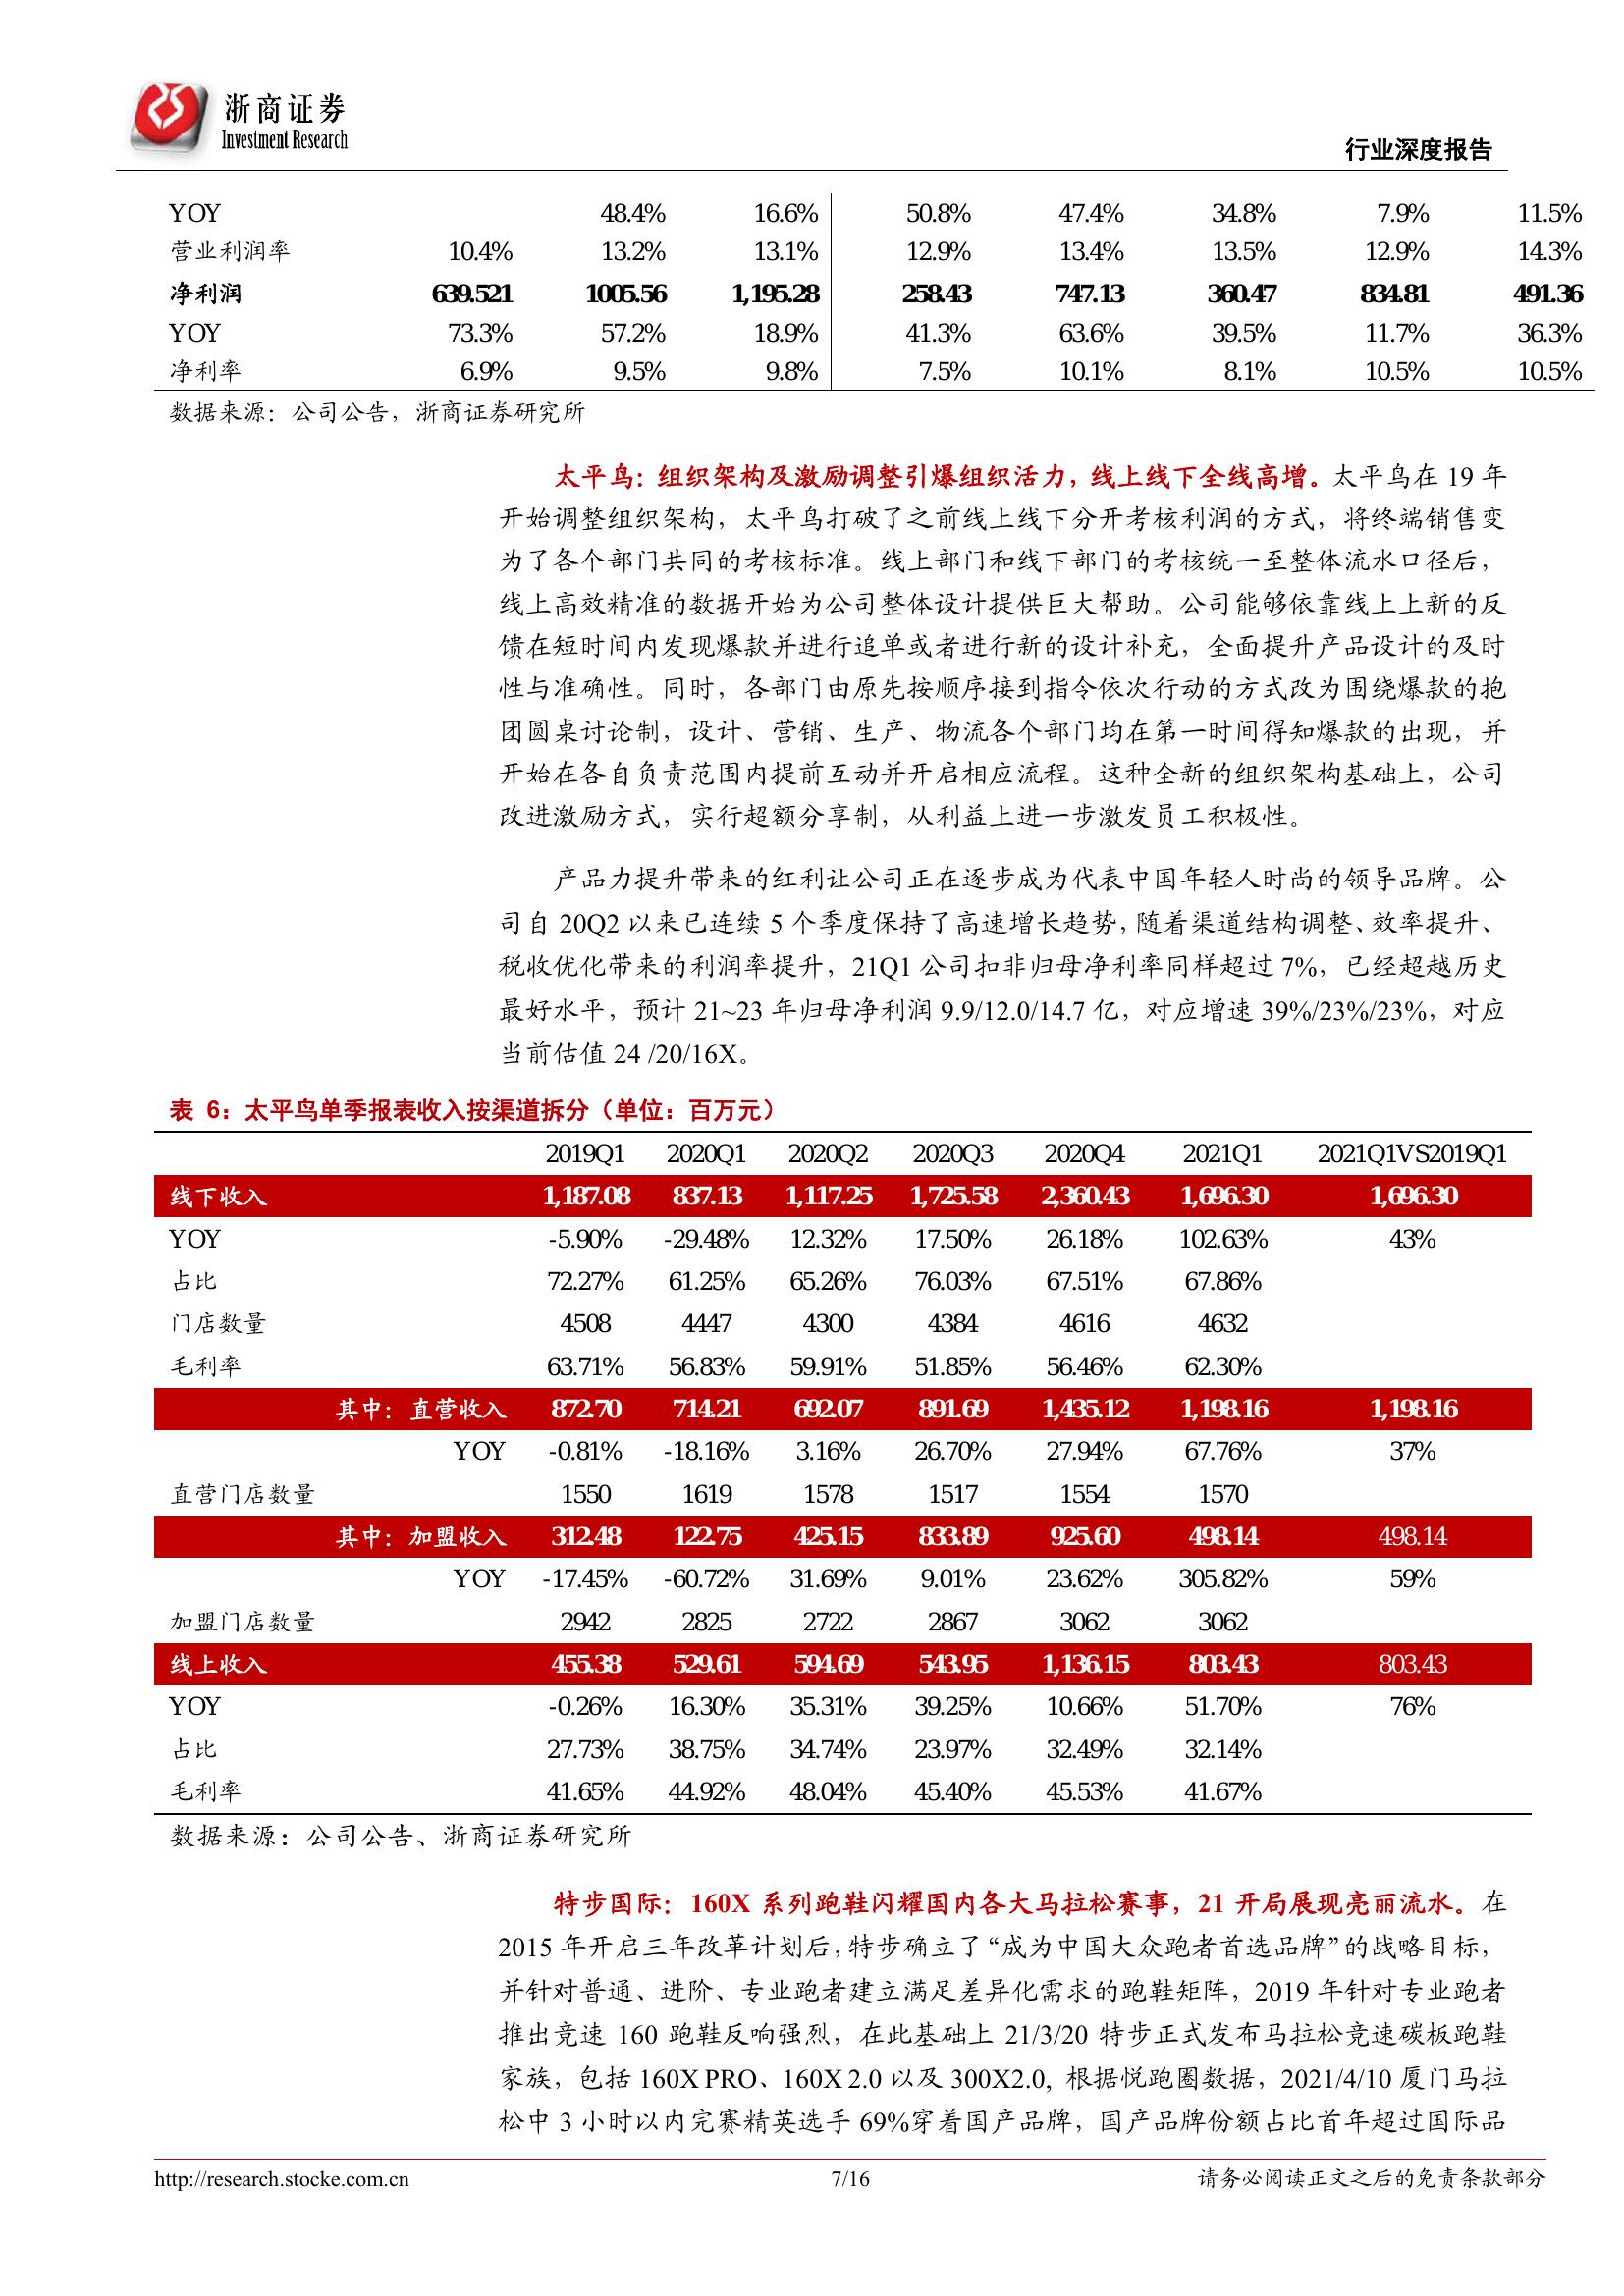 浙商证券
Investment Research
行业深度报告
YOY 48.4% 16.6% 50.8% 47.4% 34.8% 7.9% 11.5%
营业利润率 10.4% 13.2% 13.1% 12.9% 13.4% 13.5% 12.9% 14.3%
净利润 639.521 1005.56 1,195.28 258.43 747.13 360.47 834.81 491.36
YOY 73.3% 57.2% 18.9% 41.3% 63.6% 39.5% 11.7% 36.3%
净利率 6.9% 9.5% 9.8% 7.5% 10.1% 8.1% 10.5% 10.5%
数据来源：公司公告，浙商证券研究所
太平鸟：组织架构及激励调整引爆组织活力，线上线下全线高增。太平鸟在 19 年
开始调整组织架构，太平鸟打破了之前线上线下分开考核利润的方式，将终端销售变
为了各个部门共同的考核标准。线上部门和线下部门的考核统一至整体流水口径后，
线上高效精准的数据开始为公司整体设计提供巨大帮助。公司能够依靠线上上新的反
馈在短时间内发现爆款并进行追单或者进行新的设计补充，全面提升产品设计的及时
性与准确性。同时，各部门由原先按顺序接到指令依次行动的方式改为围绕爆款的抱
团圆桌讨论制，设计、营销、生产、物流各个部门均在第一时间得知爆款的出现，并
开始在各自负责范围内提前互动并开启相应流程。这种全新的组织架构基础上，公司
改进激励方式，实行超额分享制，从利益上进一步激发员工积极性。
产品力提升带来的红利让公司正在逐步成为代表中国年轻人时尚的领导品牌。公
司自 20Q2 以来已连续 5 个季度保持了高速增长趋势，随着渠道结构调整、效率提升、
税收优化带来的利润率提升，21Q1 公司扣非归母净利率同样超过 7%，已经超越历史
最好水平，预计 21~23 年归母净利润 9.9/12.0/14.7 亿，对应增速 39%/23%/23%，对应
当前估值 24 /20/16X。
表 6：太平鸟单季报表收入按渠道拆分（单位：百万元）
2019Q1 2020Q1 2020Q2 2020Q3 2020Q4 2021Q1 2021Q1VS2019Q1
线下收入 1,187.08 837.13 1,117.25 1,725.58 2,360.43 1,696.30 1,696.30
YOY -5.90% -29.48% 12.32% 17.50% 26.18% 102.63% 43%
占比 72.27% 61.25% 65.26% 76.03% 67.51% 67.86%
门店数量 4508 4447 4300 4384 4616 4632
毛利率 63.71% 56.83% 59.91% 51.85% 56.46% 62.30%
其中：直营收入 872.70 714.21 692.07 891.69 1,435.12 1,198.16 1,198.16
YOY -0.81% -18.16% 3.16% 26.70% 27.94% 67.76% 37%
直营门店数量 1550 1619 1578 1517 1554 1570
其中：加盟收入 312.48 122.75 425.15 833.89 925.60 498.14 498.14
YOY -17.45% -60.72% 31.69% 9.01% 23.62% 305.82% 59%
加盟门店数量 2942 2825 2722 2867 3062 3062
线上收入 455.38 529.61 594.69 543.95 1,136.15 803.43 803.43
YOY -0.26% 16.30% 35.31% 39.25% 10.66% 51.70% 76%
占比 27.73% 38.75% 34.74% 23.97% 32.49% 32.14%
毛利率 41.65% 44.92% 48.04% 45.40% 45.53% 41.67%
数据来源：公司公告、浙商证券研究所
特步国际：160X 系列跑鞋闪耀国内各大马拉松赛事，21 开局展现亮丽流水。在
2015 年开启三年改革计划后，特步确立了“成为中国大众跑者首选品牌”的战略目标，
并针对普通、进阶、专业跑者建立满足差异化需求的跑鞋矩阵，2019 年针对专业跑者
推出竞速 160 跑鞋反响强烈，在此基础上 21/3/20 特步正式发布马拉松竞速碳板跑鞋
家族，包括 160X PRO、160X 2.0 以及 300X2.0, 根据悦跑圈数据，2021/4/10 厦门马拉
松中 3 小时以内完赛精英选手 69%穿着国产品牌，国产品牌份额占比首年超过国际品
http://research.stocke.com.cn 7/16 请务必阅读正文之后的免责条款部分